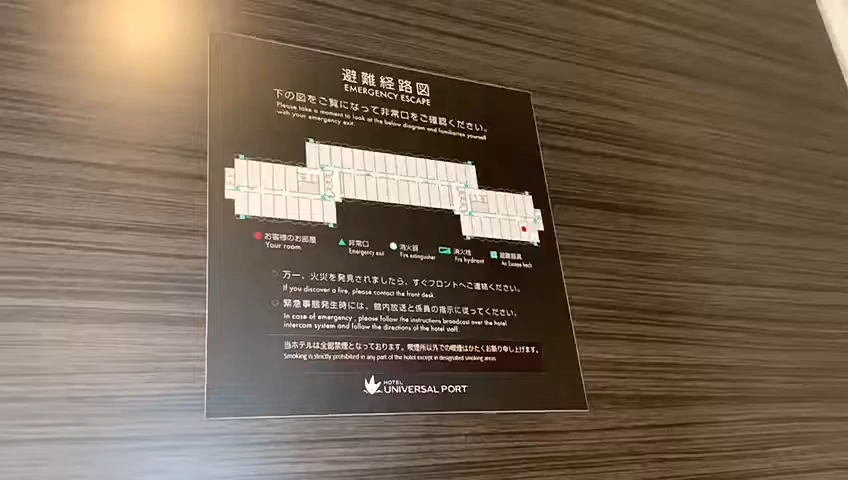 避難経路図
EMERGENCY ESCAPE
下の図をご覧になって非常口をご確認ください。
Please take a moment to look at the below diagram and familiarize yourself
with your emergency exit.
お客様のお部屋
Your room
非常口
Emergency exit
消火器
Fire extinguisher
消火栓
Fire hydrant
避難器具
An Escape hatch
万一、火災を発見されましたら、すぐフロントへご連絡ください。
If you discover a fire, please contact the front desk.
緊急事態発生時には、館内放送と係員の指示に従ってください。
In case of emergency, please follow the instructions broadcast over the hotel
intercom system and follow the directions of the hotel staff.
当ホテルは全館禁煙となっております。喫煙所以外での喫煙はかたくお断り申し上げます。
Smoking is strictly prohibited in any part of the hotel except in designated smoking areas
HOTEL
UNIVERSAL PORT